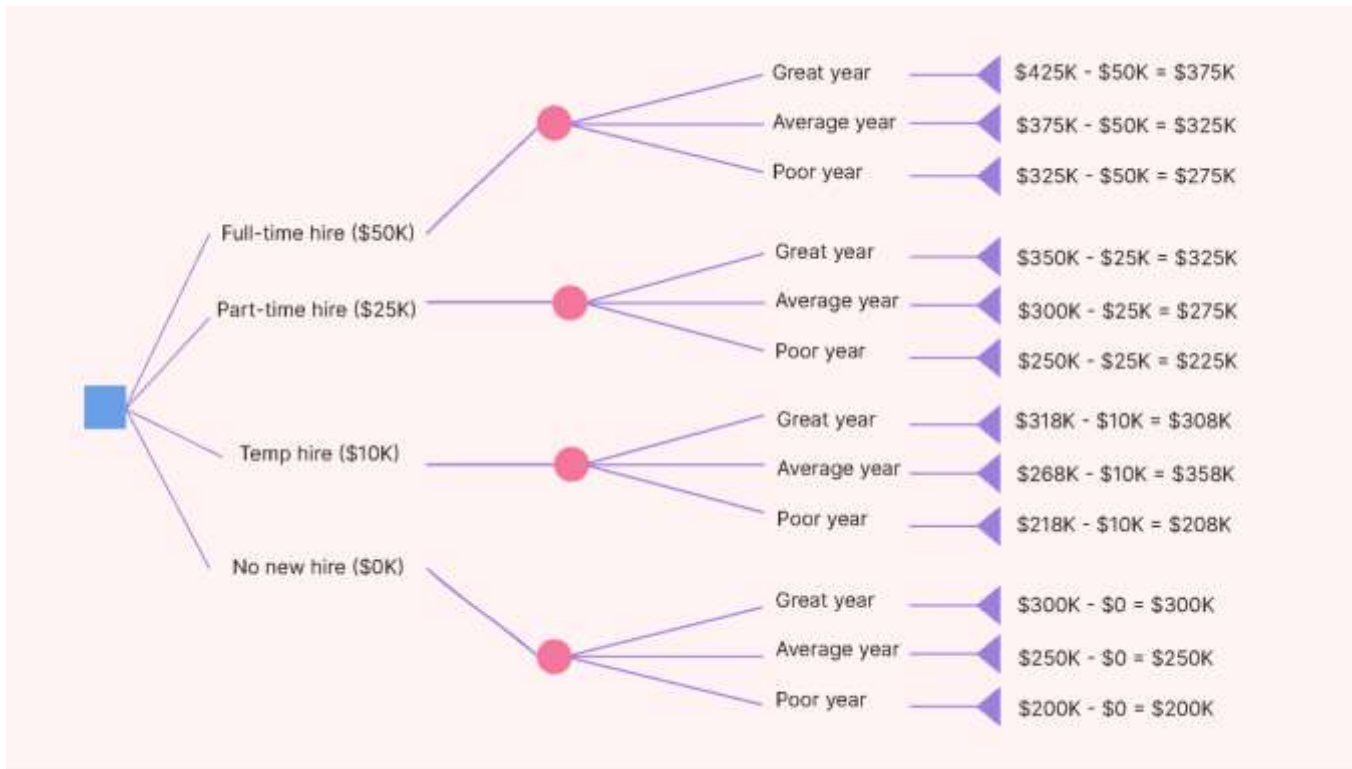 Great year
$425K - $50K = $375K
Average year
$375K - $50K = $325K
Poor year
$325K - $50K = $275K
Full-time hire ($50K)
Great year
$350K - $25K = $325K
Part-time hire ($25K)
Average year
$300K - $25K = $275K
Poor year
$250K - $25K = $225K
Temp hire ($10K)
Great year
$318K - $10K = $308K
Average year
$268K - $10K = $358K
Poor year
$218K - $10K = $208K
No new hire ($0K)
Great year
$300K - $0 = $300K
Average year
$250K - $0 = $250K
Poor year
$200K - $0 = $200K